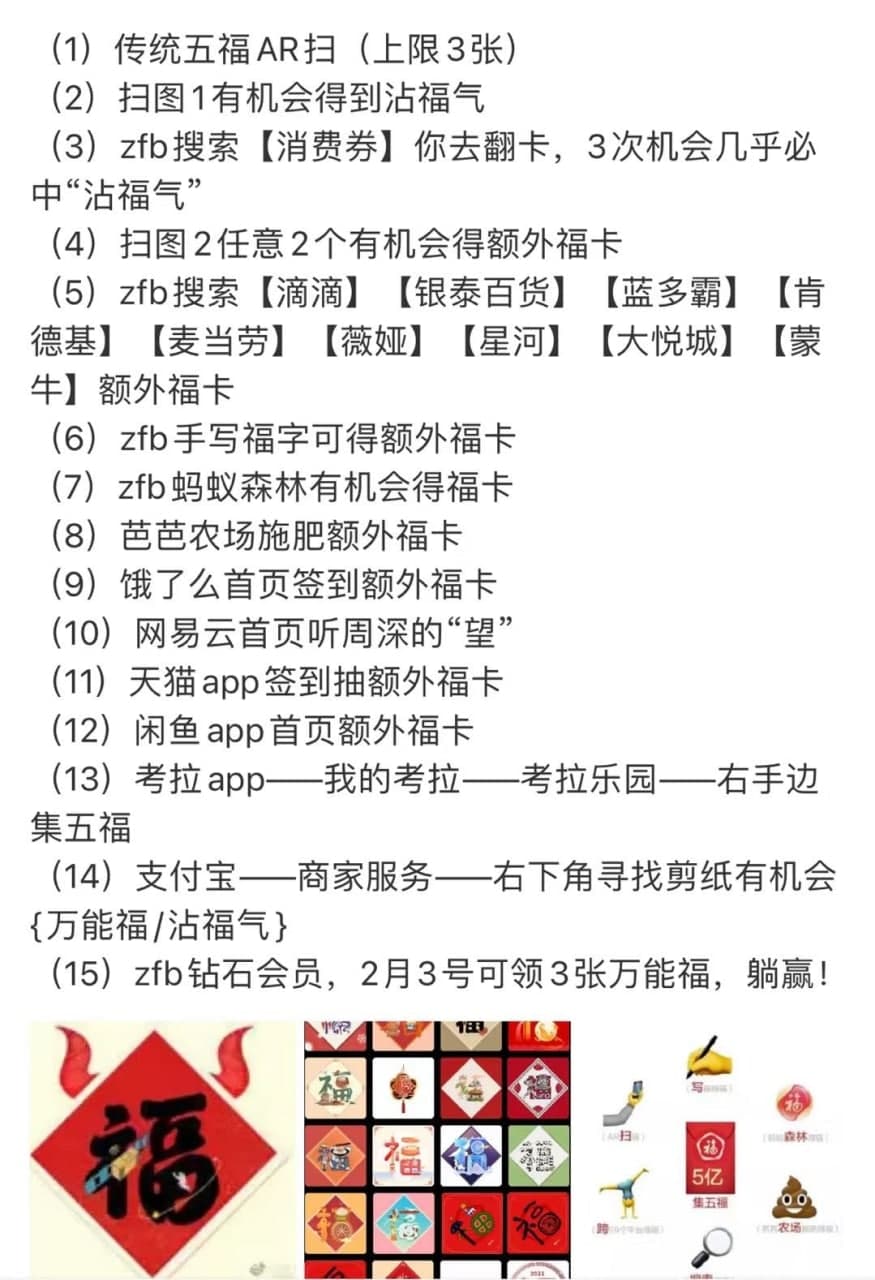 （1）传统五福AR扫（上限3张）
（2）扫图1有机会得到沾福气
（3）zfb搜索【消费券】你去翻卡，3次机会几乎必
中“沾福气”
（4）扫图2任意2个有机会得额外福卡
（5）zfb搜索【滴滴】【银泰百货】【蓝多霸】【肯
德基】【麦当劳】【薇娅】【星河】【大悦城】【蒙
牛】额外福卡
（6）zfb手写福字可得额外福卡
（7）zfb蚂蚁森林有机会得福卡
（8）芭芭农场施肥额外福卡
（9）饿了么首页签到额外福卡
（10）网易云首页听周深的“望”
（11）天猫app签到抽额外福卡
（12）闲鱼app首页额外福卡
（13）考拉app——我的考拉——考拉乐园——右手边
集五福
（14）支付宝——商家服务——右下角寻找剪纸有机会
{万能福/沾福气}
（15）zfb钻石会员，2月3号可领3张万能福，躺赢！
福
福
福
福
福
福
福
写
扫
福
森林
福
5亿
集五福
跨
农场
2021